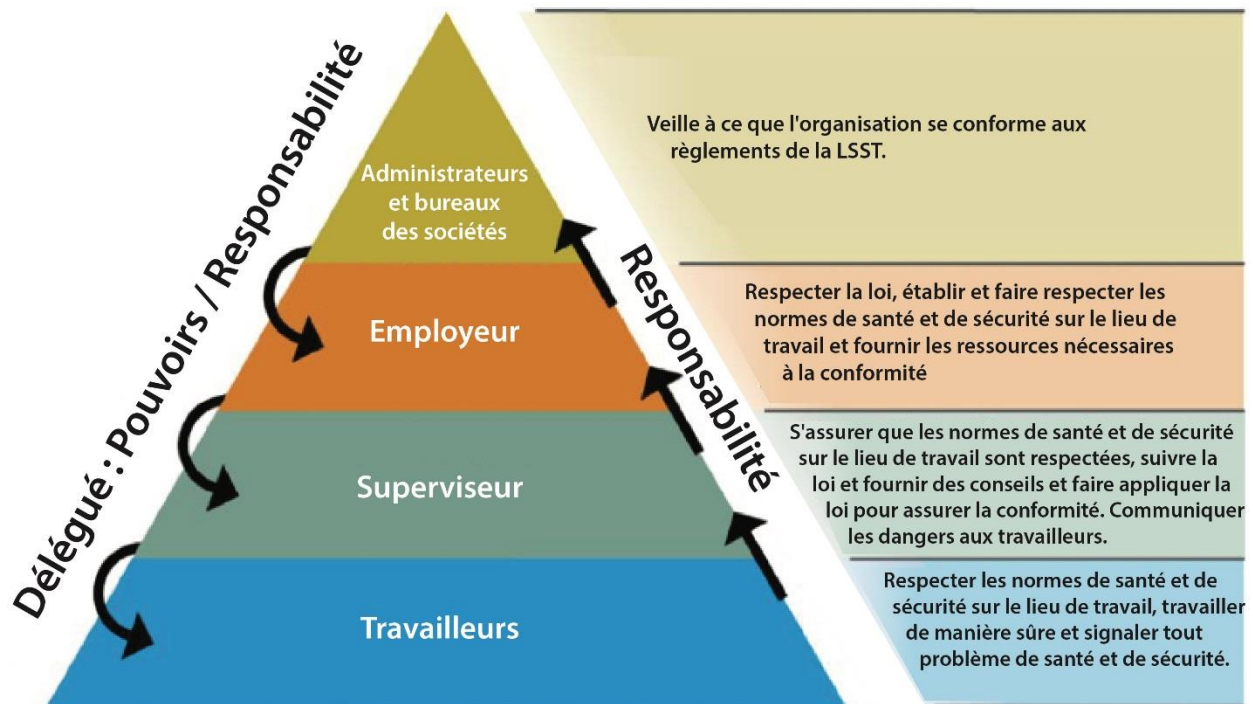 Délégué : Pouvoirs / Responsabilité
Administrateurs
et bureaux
des sociétés
Employeur
Superviseur
Travailleurs
Responsabilité
Veille à ce que l'organisation se conforme aux
règlements de la LSST.
Respecter la loi, établir et faire respecter les
normes de santé et de sécurité sur le lieu de
travail et fournir les ressources nécessaires
à la conformité
S'assurer que les normes de santé et de sécurité
sur le lieu de travail sont respectées, suivre la
loi et fournir des conseils et faire appliquer la
loi pour assurer la conformité. Communiquer
les dangers aux travailleurs.
Respecter les normes de santé et de
sécurité sur le lieu de travail, travailler
de manière sûre et signaler tout
problème de santé et de sécurité.